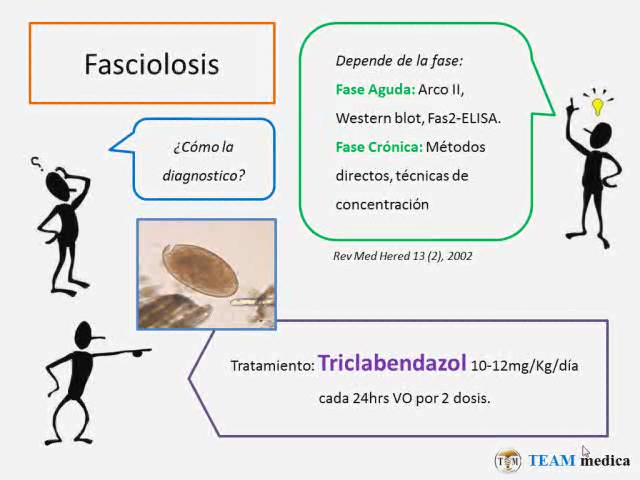 Fasciolosis
Depende de la fase:
Fase Aguda: Arco II,
Western blot, Fas2-ELISA.
Fase Crónica: Métodos
directos, técnicas de
concentración
¿Cómo la
diagnostico?
Rev Med Hered 13 (2), 2002
Tratamiento: Triclabendazol 10-12mg/Kg/día
cada 24hrs VO por 2 dosis.
TM TEAM medica